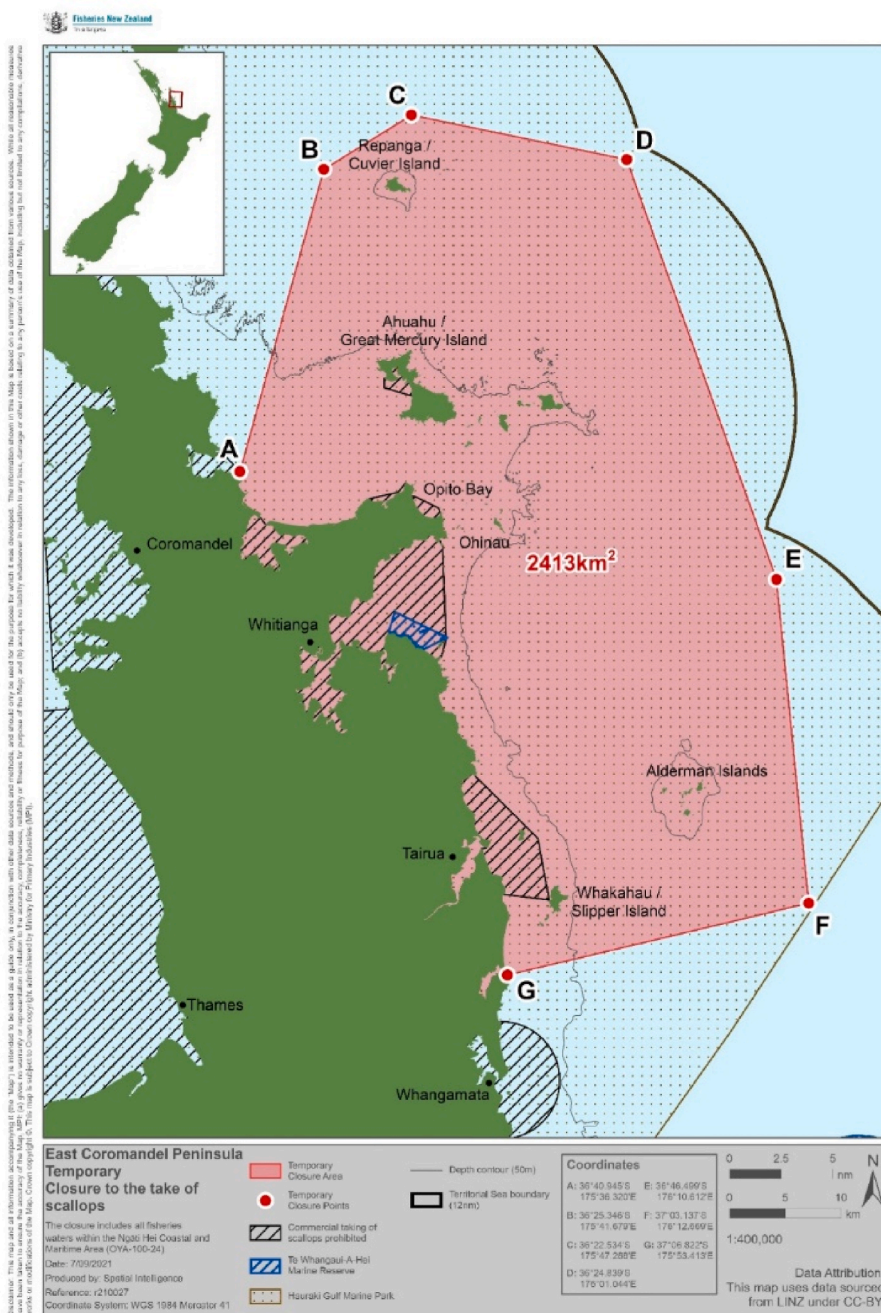 Fisheries New Zealand
C
D
B
Repanga /
Cuvier Island
Ahuahu /
Great Mercury Island
A
Opito Bay
Coromandel
Ohinau
2413km²
E
Whitianga
Alderman Islands
Tairua
Whakahau /
Slipper Island
F
G
Thames
Whangamata
East Coromandel Peninsula
Temporary
Closure to the take of
scallops
The closure includes all fisheries
waters within the Ngāti Hei Coastal and
Maritime Area (OYA-100-24)
Date: 7/09/2021
Produced by: Spatial Intelligence
Reference: r210027
Coordinate System: WGS 1984 Mercator 41
Temporary
Closure Area
Temporary
Closure Points
Commercial taking of
scallops prohibited
Te Whanganui-A-Hei
Marine Reserve
Hauraki Gulf Marine Park
Depth contour (50m)
Territorial Sea boundary
(12nm)
Coordinates
A: 36°40.945'S
175°36.320'E
B: 36°25.346'S
175°41.679'E
C: 36°22.534'S
175°47.268'E
D: 36°24.839'S
176°01.044'E
E: 36°46.499'S
176°10.612'E
F: 37°03.137'S
176°12.669'E
G: 37°06.822'S
175°53.413'E
0 2.5 5
nm
0 5 10
km
1:400,000
N
Data Attribution:
This map uses data sourced
from LINZ under CC-BY